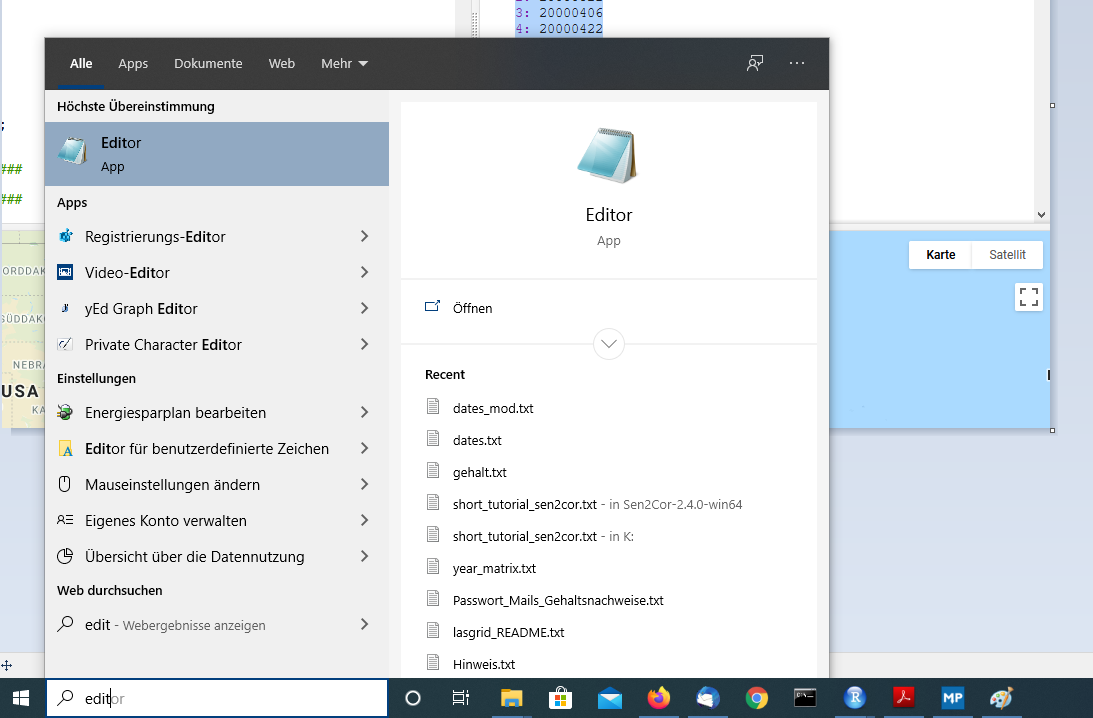 3: 20000406
4: 20000422
Alle Apps Dokumente Web Mehr
Höchste Übereinstimmung
Editor
App
Apps
Registrierungs-Editor
Video-Editor
yEd Graph Editor
Private Character Editor
Einstellungen
Energiesparplan bearbeiten
Editor für benutzerdefinierte Zeichen
Mauseinstellungen ändern
Eigenes Konto verwalten
Übersicht über die Datennutzung
Web durchsuchen
edit - Webergebnisse anzeigen
Editor
App
Öffnen
Recent
dates_mod.txt
dates.txt
gehalt.txt
short_tutorial_sen2cor.txt - in Sen2Cor-2.4.0-win64
short_tutorial_sen2cor.txt - in K:
year_matrix.txt
Passwort_Mails_Gehaltsnachweise.txt
lasgrid_README.txt
Hinweis.txt
;
###
###
USA
Karte Satellit
editor
R
MP